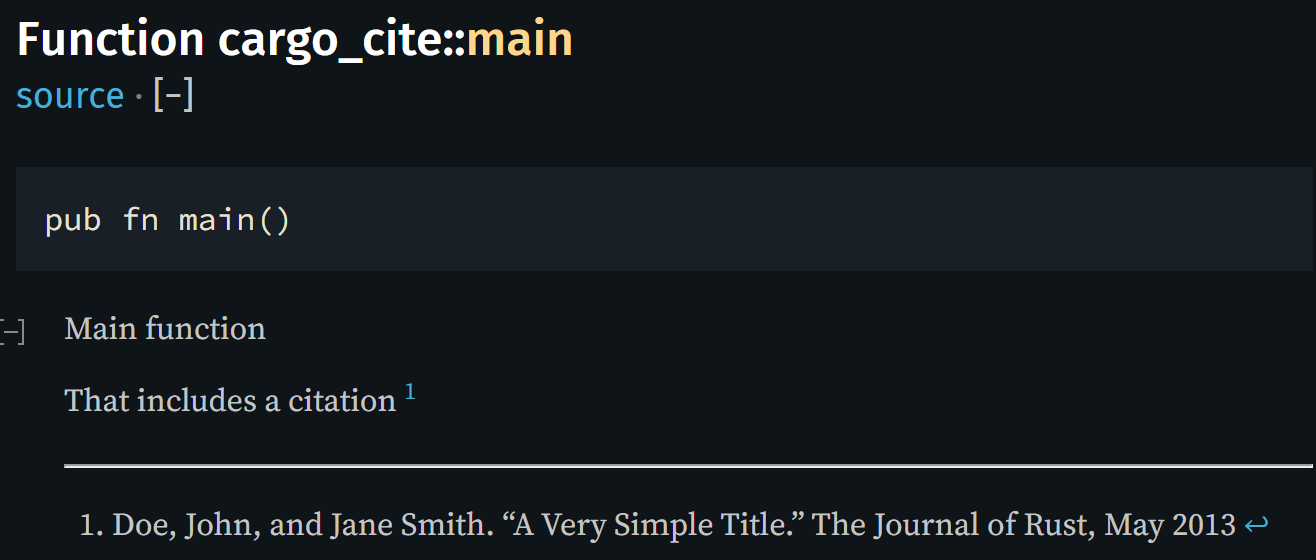 Function cargo_cite::main
source · [−]
pub fn main()
[−] Main function
That includes a citation 1
1. Doe, John, and Jane Smith. “A Very Simple Title.” The Journal of Rust, May 2013 ↩